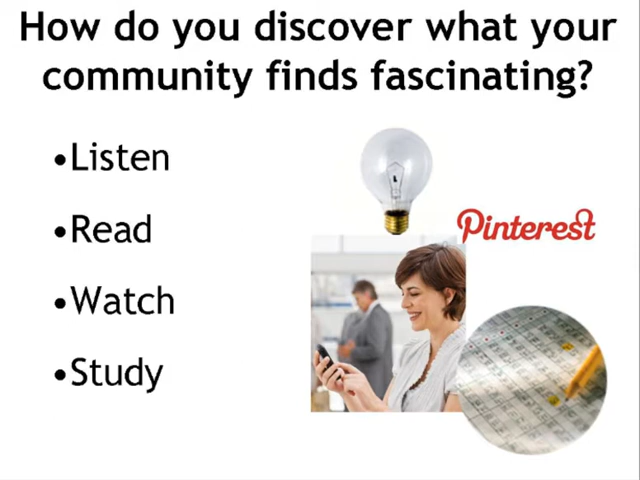 How do you discover what your
community finds fascinating?
•Listen
•Read
Pinterest
•Watch
•Study